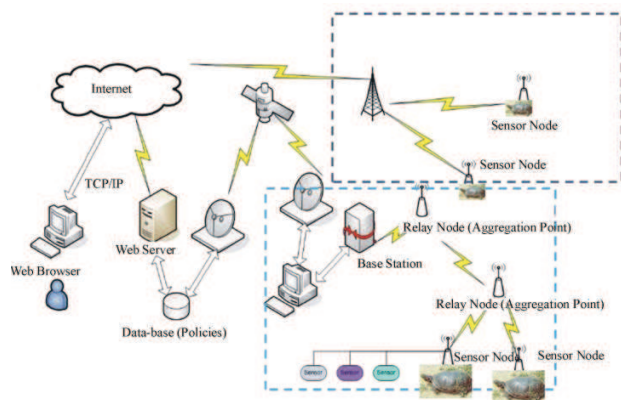 Internet
Sensor Node
Sensor Node
TCP/IP
Relay Node (Aggregation Point)
Web Server
Base Station
Web Browser
Relay Node (Aggregation Point)
Data-base (Policies)
Sensor Node
Sensor Node
Sensor
Sensor
Sensor